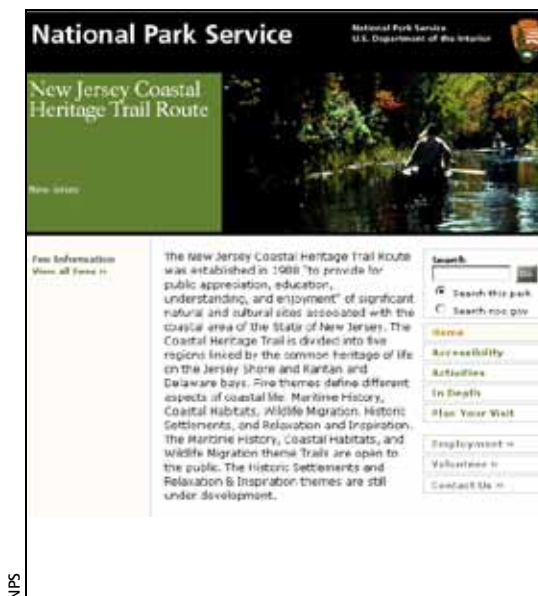 National Park Service
National Park Service
U.S. Department of the Interior
New Jersey Coastal
Heritage Trail Route
New Jersey
Fee Information
View all fees »
The New Jersey Coastal Heritage Trail Route
was established in 1988 "to provide for
public appreciation, education,
understanding, and enjoyment" of significant
natural and cultural sites associated with the
coastal area of the State of New Jersey. The
Coastal Heritage Trail is divided into five
regions linked by the common heritage of life
on the Jersey Shore and Raritan and
Delaware bays. Five themes define different
aspects of coastal life: Maritime History,
Coastal Habitats, Wildlife Migration, Historic
Settlements, and Relaxation and Inspiration.
The Maritime History, Coastal Habitats, and
Wildlife Migration theme Trails are open to
the public. The Historic Settlements and
Relaxation & Inspiration themes are still
under development.
Search
Search this park
Search nps.gov
Home
Accessibility
Activities
In Depth
Plan Your Visit
Employment »
Volunteer »
Contact Us »
NPS